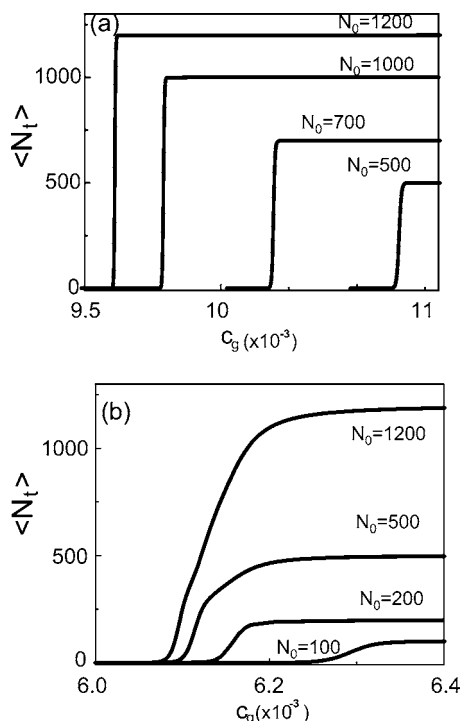 (a)
N₀=1200
N₀=1000
N₀=700
N₀=500
<Nₜ>
1000
500
0
9.5 10 11
c_g (x10⁻³)
(b)
N₀=1200
N₀=500
N₀=200
N₀=100
<Nₜ>
1000
500
0
6.0 6.2 6.4
c_g (x10⁻³)